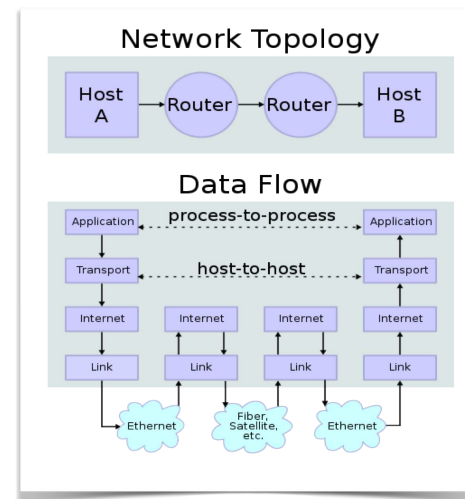 Network Topology
Host
A
Router
Router
Host
B
Data Flow
Application
process-to-process
Application
Transport
host-to-host
Transport
Internet
Internet
Internet
Internet
Link
Link
Link
Link
Ethernet
Fiber,
Satellite,
etc.
Ethernet